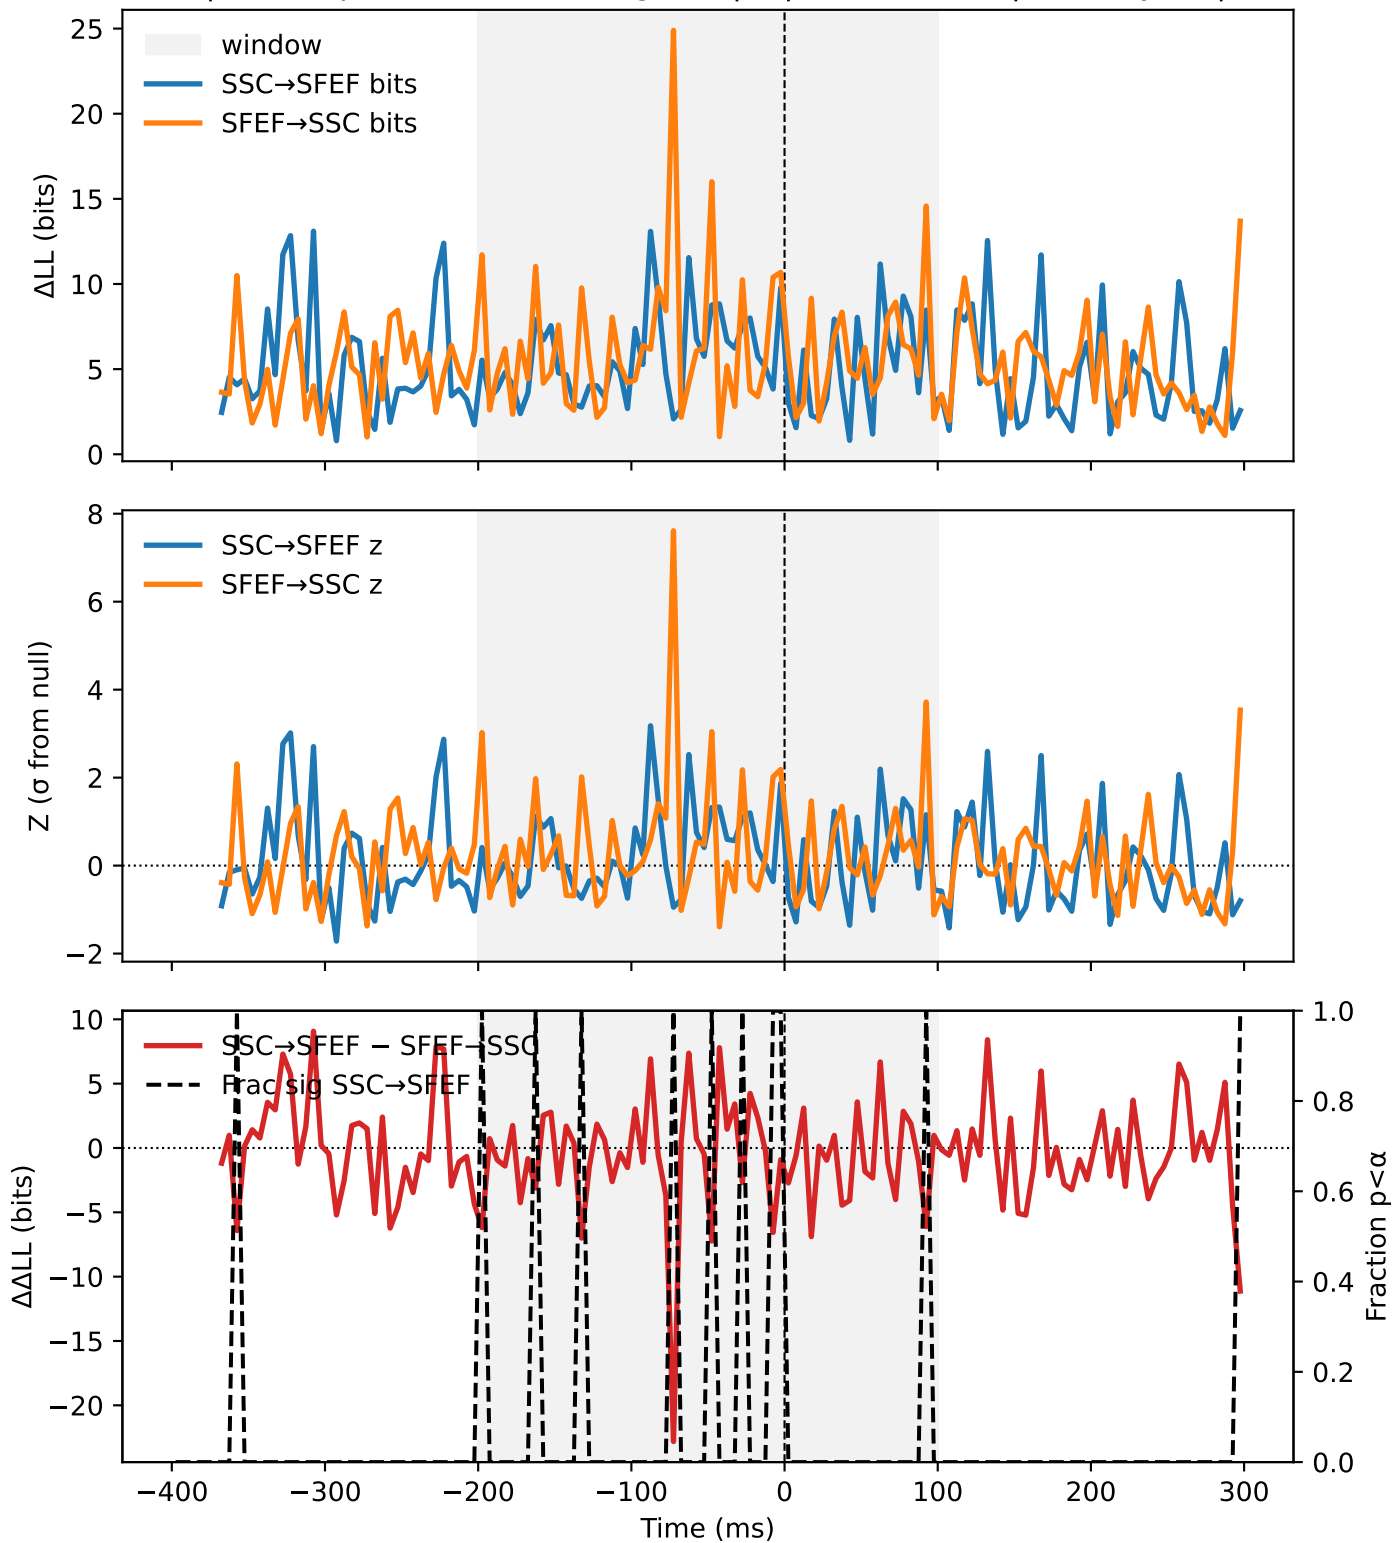 25
20
15
10
5
0
ΔLL (bits)
window
SSC→SFEF bits
SFEF→SSC bits
8
6
4
2
0
−2
Z (σ from null)
SSC→SFEF z
SFEF→SSC z
10
5
0
−5
−10
−15
−20
ΔΔLL (bits)
SSC→SFEF − SFEF→SSC
Frac sig SSC→SFEF
1.0
0.8
0.6
0.4
0.2
0.0
Fraction p<α
−400 −300 −200 −100 0 100 200 300
Time (ms)